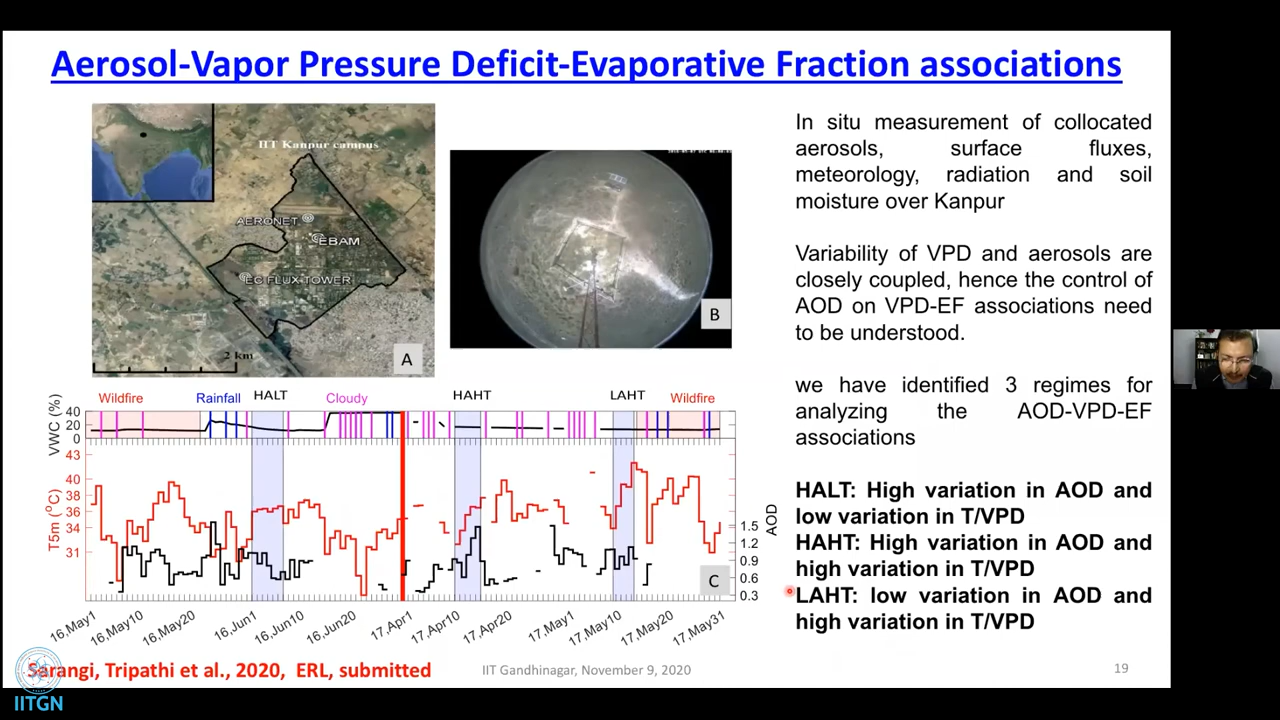 Aerosol-Vapor Pressure Deficit-Evaporative Fraction associations
IIT Kanpur campus
AERONET
EBAM
EC FLUX TOWER
2 km
A
B
In situ measurement of collocated
aerosols, surface fluxes,
meteorology, radiation and soil
moisture over Kanpur
Variability of VPD and aerosols are
closely coupled, hence the control of
AOD on VPD-EF associations need
to be understood.
we have identified 3 regimes for
analyzing the AOD-VPD-EF
associations
HALT: High variation in AOD and
low variation in T/VPD
HAHT: High variation in AOD and
high variation in T/VPD
LAHT: low variation in AOD and
high variation in T/VPD
Wildfire Rainfall HALT Cloudy HAHT LAHT Wildfire
VWC (%)
40
20
0
T5m (°C)
43
40
38
36
34
31
AOD
1.5
1.2
0.9
0.6
0.3
C
16.May1 16.May10 16.May20 16.Jun1 16.Jun10 16.Jun20 17.Apr1 17.Apr10 17.Apr20 17.May1 17.May10 17.May20 17.May31
Sarangi, Tripathi et al., 2020, ERL, submitted
IIT Gandhinagar, November 9, 2020
19
IITGN